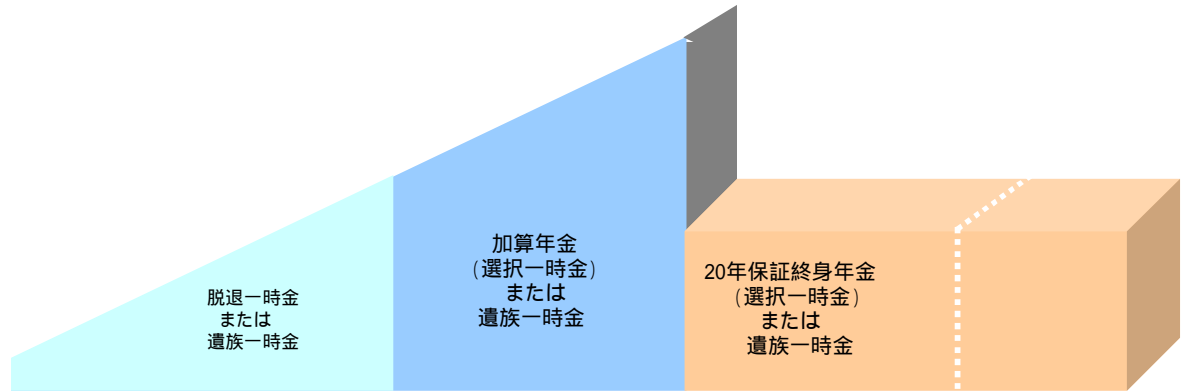 脱退一時金
または
遺族一時金
加算年金
(選択一時金)
または
遺族一時金
20年保証終身年金
(選択一時金)
または
遺族一時金